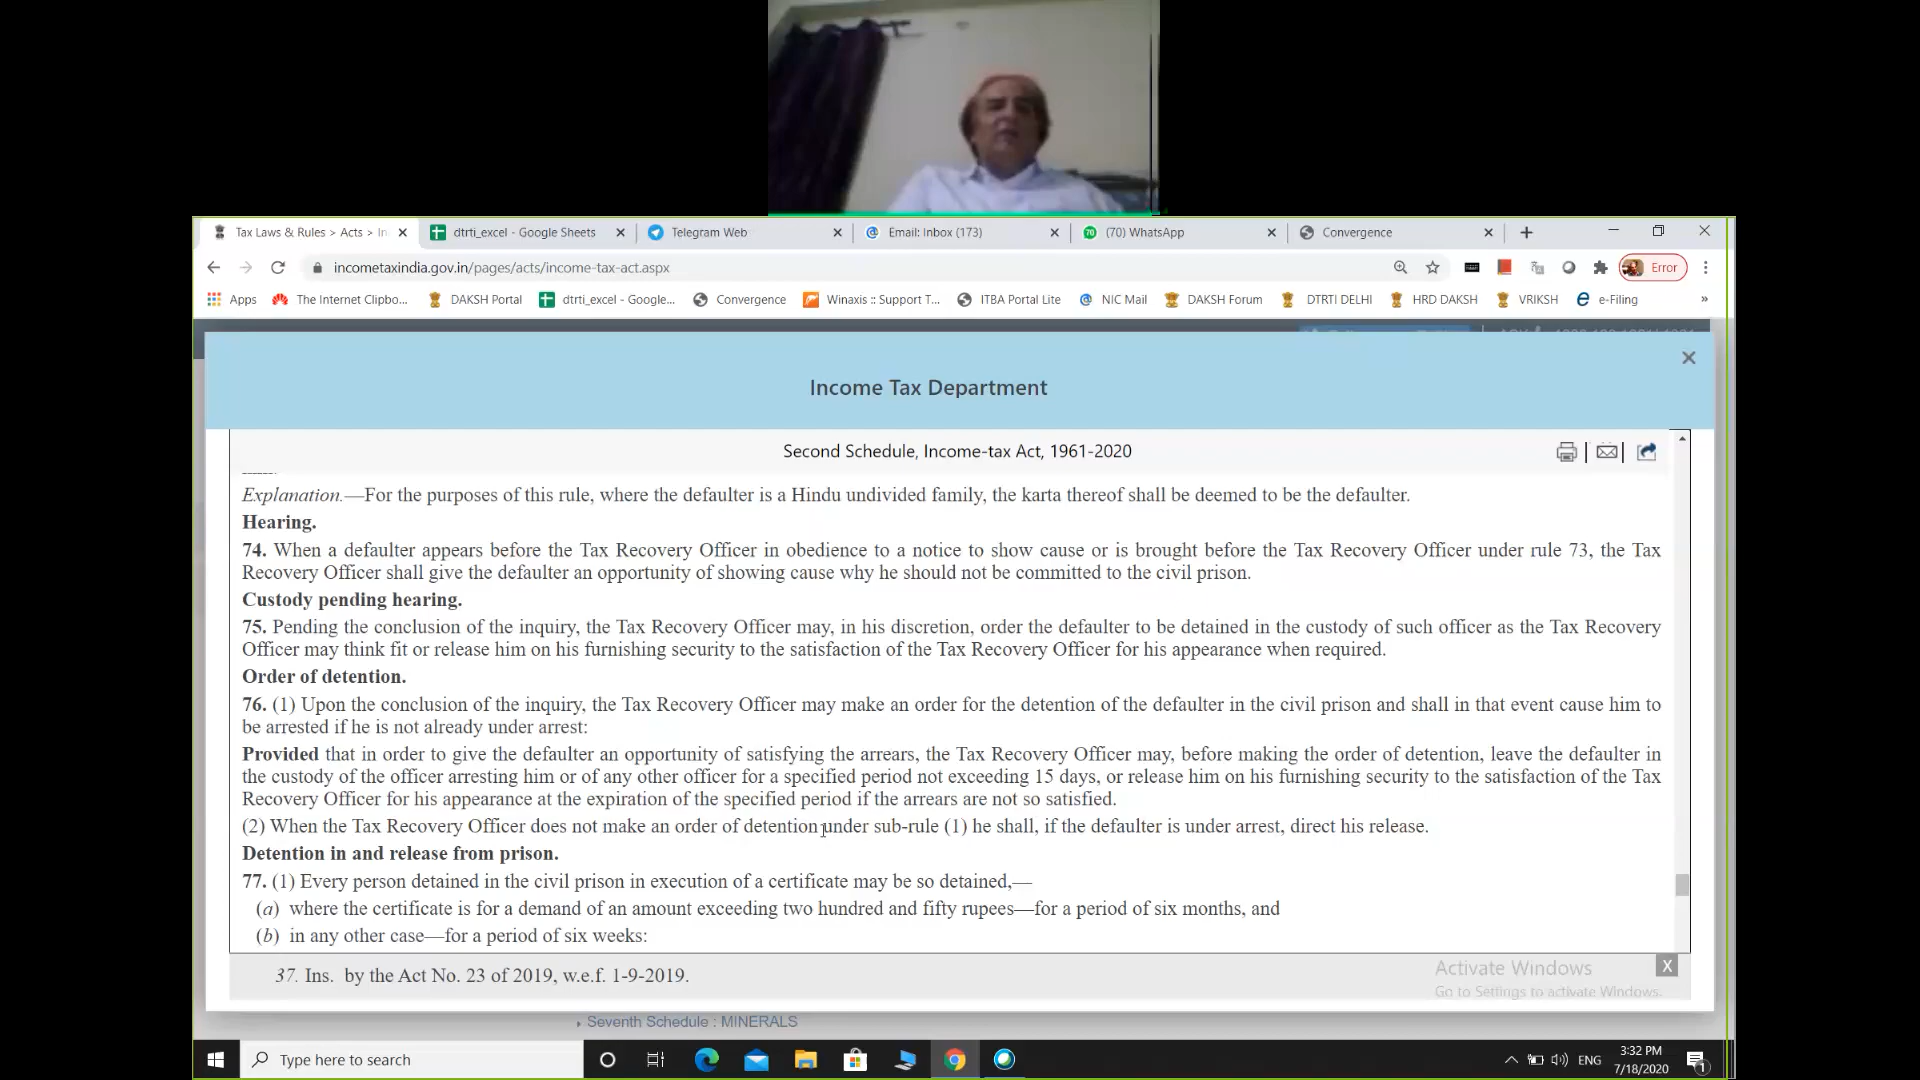 Tax Laws & Rules > Acts > In
dtrti_excel - Google Sheets
Telegram Web
Email: Inbox (173)
(70) WhatsApp
Convergence
incometaxindia.gov.in/pages/acts/income-tax-act.aspx
Error
Apps
The Internet Clipbo...
DAKSH Portal
dtrti_excel - Google...
Convergence
Winaxis :: Support T...
ITBA Portal Lite
NIC Mail
DAKSH Forum
DTRTI DELHI
HRD DAKSH
VRIKSH
e-Filing
»
Income Tax Department
Second Schedule, Income-tax Act, 1961-2020
Explanation.—For the purposes of this rule, where the defaulter is a Hindu undivided family, the karta thereof shall be deemed to be the defaulter.
Hearing.
74. When a defaulter appears before the Tax Recovery Officer in obedience to a notice to show cause or is brought before the Tax Recovery Officer under rule 73, the Tax
Recovery Officer shall give the defaulter an opportunity of showing cause why he should not be committed to the civil prison.
Custody pending hearing.
75. Pending the conclusion of the inquiry, the Tax Recovery Officer may, in his discretion, order the defaulter to be detained in the custody of such officer as the Tax Recovery
Officer may think fit or release him on his furnishing security to the satisfaction of the Tax Recovery Officer for his appearance when required.
Order of detention.
76. (1) Upon the conclusion of the inquiry, the Tax Recovery Officer may make an order for the detention of the defaulter in the civil prison and shall in that event cause him to
be arrested if he is not already under arrest:
Provided that in order to give the defaulter an opportunity of satisfying the arrears, the Tax Recovery Officer may, before making the order of detention, leave the defaulter in
the custody of the officer arresting him or of any other officer for a specified period not exceeding 15 days, or release him on his furnishing security to the satisfaction of the Tax
Recovery Officer for his appearance at the expiration of the specified period if the arrears are not so satisfied.
(2) When the Tax Recovery Officer does not make an order of detention under sub-rule (1) he shall, if the defaulter is under arrest, direct his release.
Detention in and release from prison.
77. (1) Every person detained in the civil prison in execution of a certificate may be so detained,—
(a) where the certificate is for a demand of an amount exceeding two hundred and fifty rupees—for a period of six months, and
(b) in any other case—for a period of six weeks:
37. Ins. by the Act No. 23 of 2019, w.e.f. 1-9-2019.
X
Activate Windows
Go to Settings to activate Windows.
Seventh Schedule : MINERALS
Type here to search
ENG
3:32 PM
7/18/2020
1